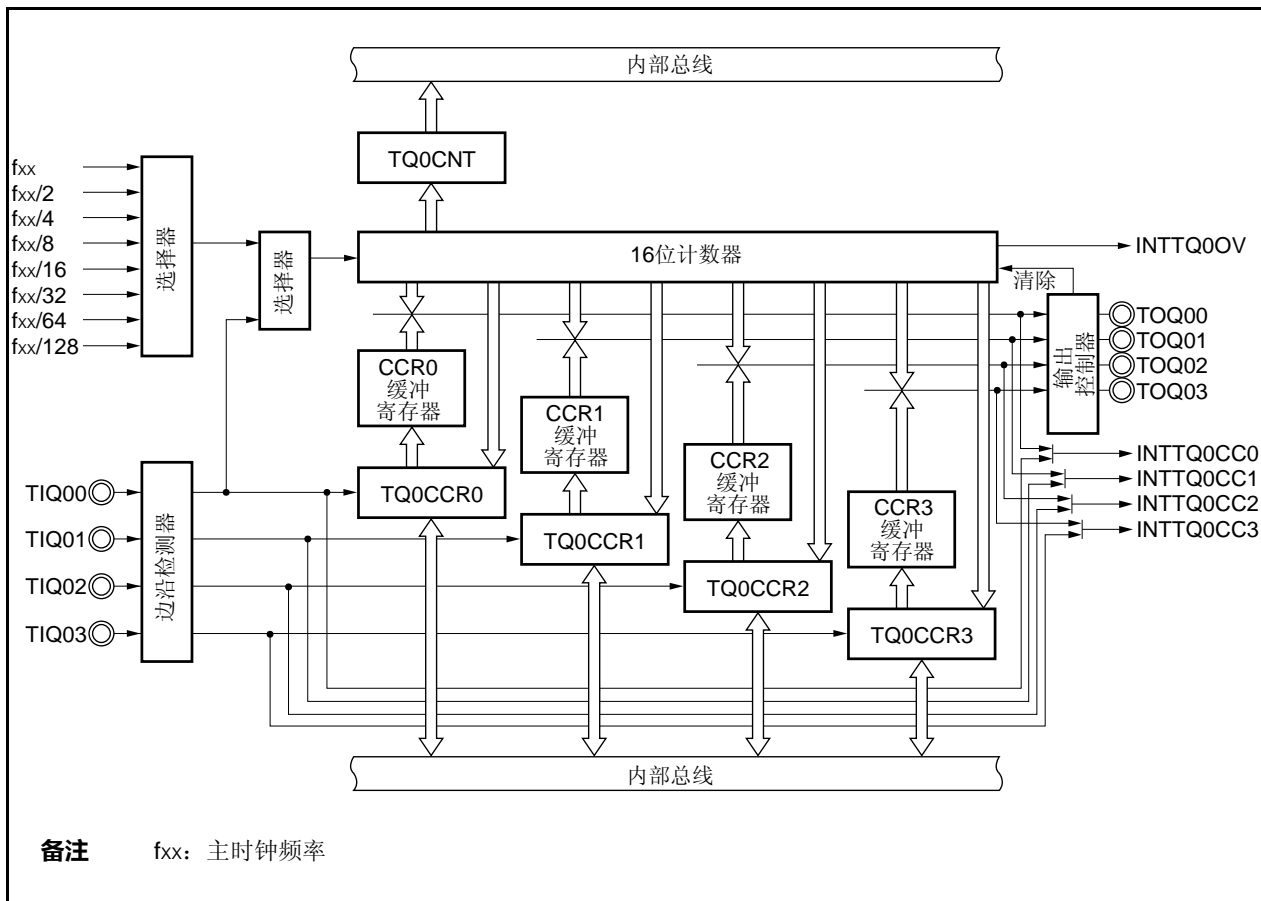 内部总线
TQ0CNT
fxx
fxx/2
fxx/4
fxx/8
fxx/16
fxx/32
fxx/64
fxx/128
选择器
选择器
16位计数器
INTTQ0OV
清除
TOQ00
TOQ01
TOQ02
TOQ03
输出
控制器
CCR0
缓冲
寄存器
CCR1
缓冲
寄存器
CCR2
缓冲
寄存器
CCR3
缓冲
寄存器
INTTQ0CC0
INTTQ0CC1
INTTQ0CC2
INTTQ0CC3
TIQ00
TIQ01
TIQ02
TIQ03
边沿检测器
TQ0CCR0
TQ0CCR1
TQ0CCR2
TQ0CCR3
内部总线
备注 fxx：主时钟频率